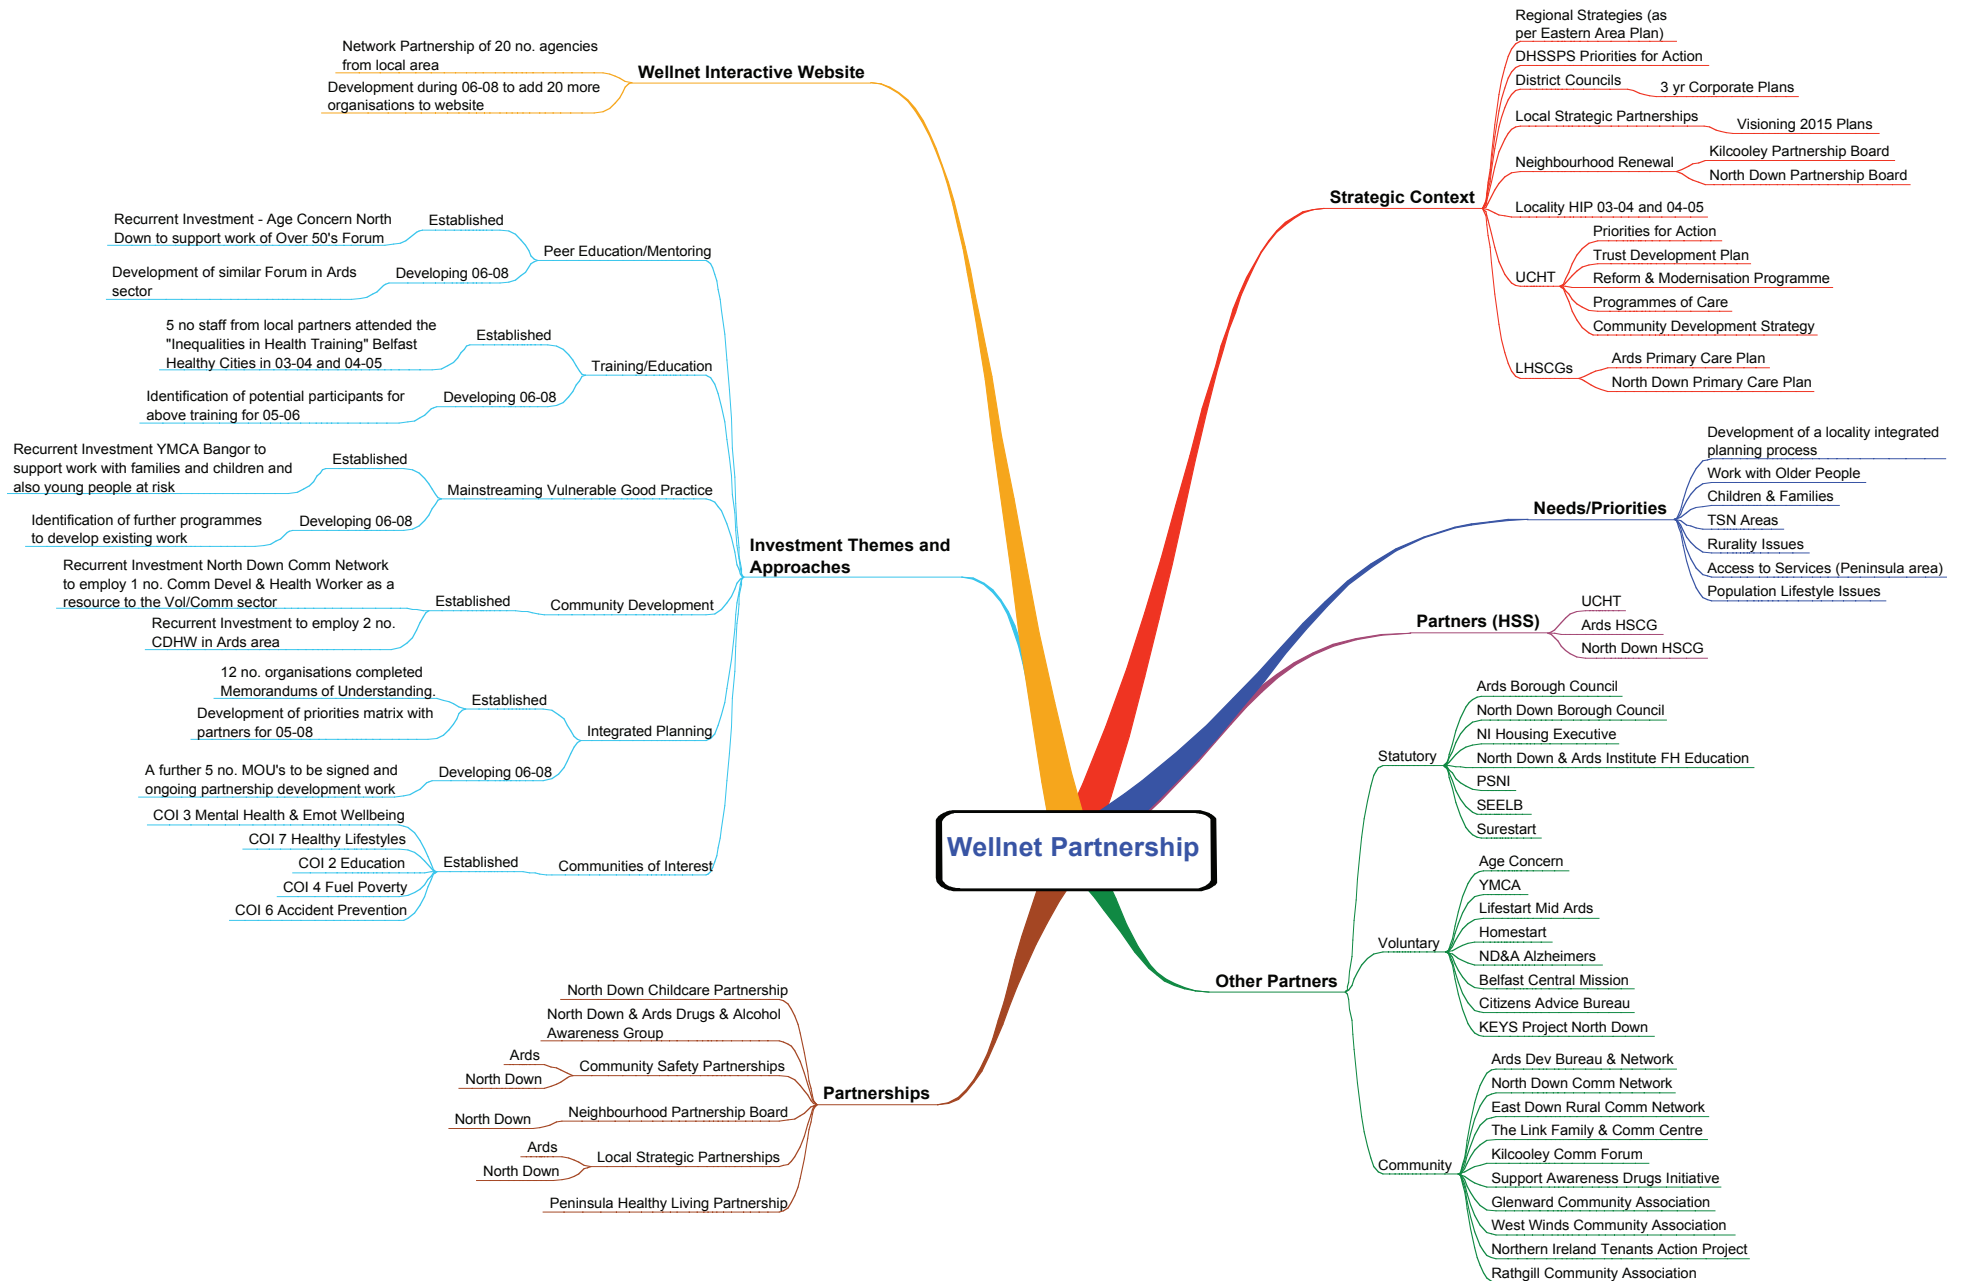 Wellnet Partnership
Wellnet Interactive Website
Network Partnership of 20 no. agencies
from local area
Development during 06-08 to add 20 more
organisations to website
Investment Themes and
Approaches
Peer Education/Mentoring
Established
Recurrent Investment - Age Concern North
Down to support work of Over 50's Forum
Developing 06-08
Development of similar Forum in Ards
sector
Training/Education
Established
5 no staff from local partners attended the
"Inequalities in Health Training" Belfast
Healthy Cities in 03-04 and 04-05
Developing 06-08
Identification of potential participants for
above training for 05-06
Mainstreaming Vulnerable Good Practice
Established
Recurrent Investment YMCA Bangor to
support work with families and children and
also young people at risk
Developing 06-08
Identification of further programmes
to develop existing work
Community Development
Established
Recurrent Investment North Down Comm Network
to employ 1 no. Comm Devel & Health Worker as a
resource to the Vol/Comm sector
Recurrent Investment to employ 2 no.
CDHW in Ards area
Integrated Planning
Established
12 no. organisations completed
Memorandums of Understanding.
Development of priorities matrix with
partners for 05-08
Developing 06-08
A further 5 no. MOU's to be signed and
ongoing partnership development work
Communities of Interest
Established
COI 3 Mental Health & Emot Wellbeing
COI 7 Healthy Lifestyles
COI 2 Education
COI 4 Fuel Poverty
COI 6 Accident Prevention
Partnerships
North Down Childcare Partnership
North Down & Ards Drugs & Alcohol
Awareness Group
Community Safety Partnerships
Ards
North Down
Neighbourhood Partnership Board
North Down
Local Strategic Partnerships
Ards
North Down
Peninsula Healthy Living Partnership
Strategic Context
Regional Strategies (as
per Eastern Area Plan)
DHSSPS Priorities for Action
District Councils
3 yr Corporate Plans
Local Strategic Partnerships
Visioning 2015 Plans
Neighbourhood Renewal
Kilcooley Partnership Board
North Down Partnership Board
Locality HIP 03-04 and 04-05
UCHT
Priorities for Action
Trust Development Plan
Reform & Modernisation Programme
Programmes of Care
Community Development Strategy
LHSCGs
Ards Primary Care Plan
North Down Primary Care Plan
Needs/Priorities
Development of a locality integrated
planning process
Work with Older People
Children & Families
TSN Areas
Rurality Issues
Access to Services (Peninsula area)
Population Lifestyle Issues
Partners (HSS)
UCHT
Ards HSCG
North Down HSCG
Other Partners
Statutory
Ards Borough Council
North Down Borough Council
NI Housing Executive
North Down & Ards Institute FH Education
PSNI
SEELB
Surestart
Voluntary
Age Concern
YMCA
Lifestart Mid Ards
Homestart
ND&A Alzheimers
Belfast Central Mission
Citizens Advice Bureau
KEYS Project North Down
Community
Ards Dev Bureau & Network
North Down Comm Network
East Down Rural Comm Network
The Link Family & Comm Centre
Kilcooley Comm Forum
Support Awareness Drugs Initiative
Glenward Community Association
West Winds Community Association
Northern Ireland Tenants Action Project
Rathgill Community Association